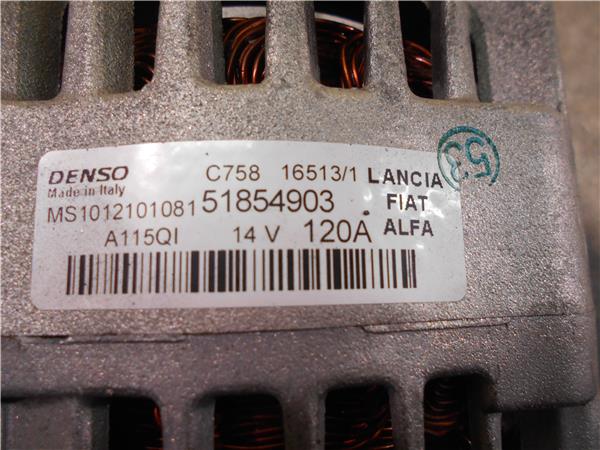 DENSO C758 16513/1 LANCIA
Made in Italy
MS1012101081 51854903 FIAT
A115QI 14 V 120A ALFA
53